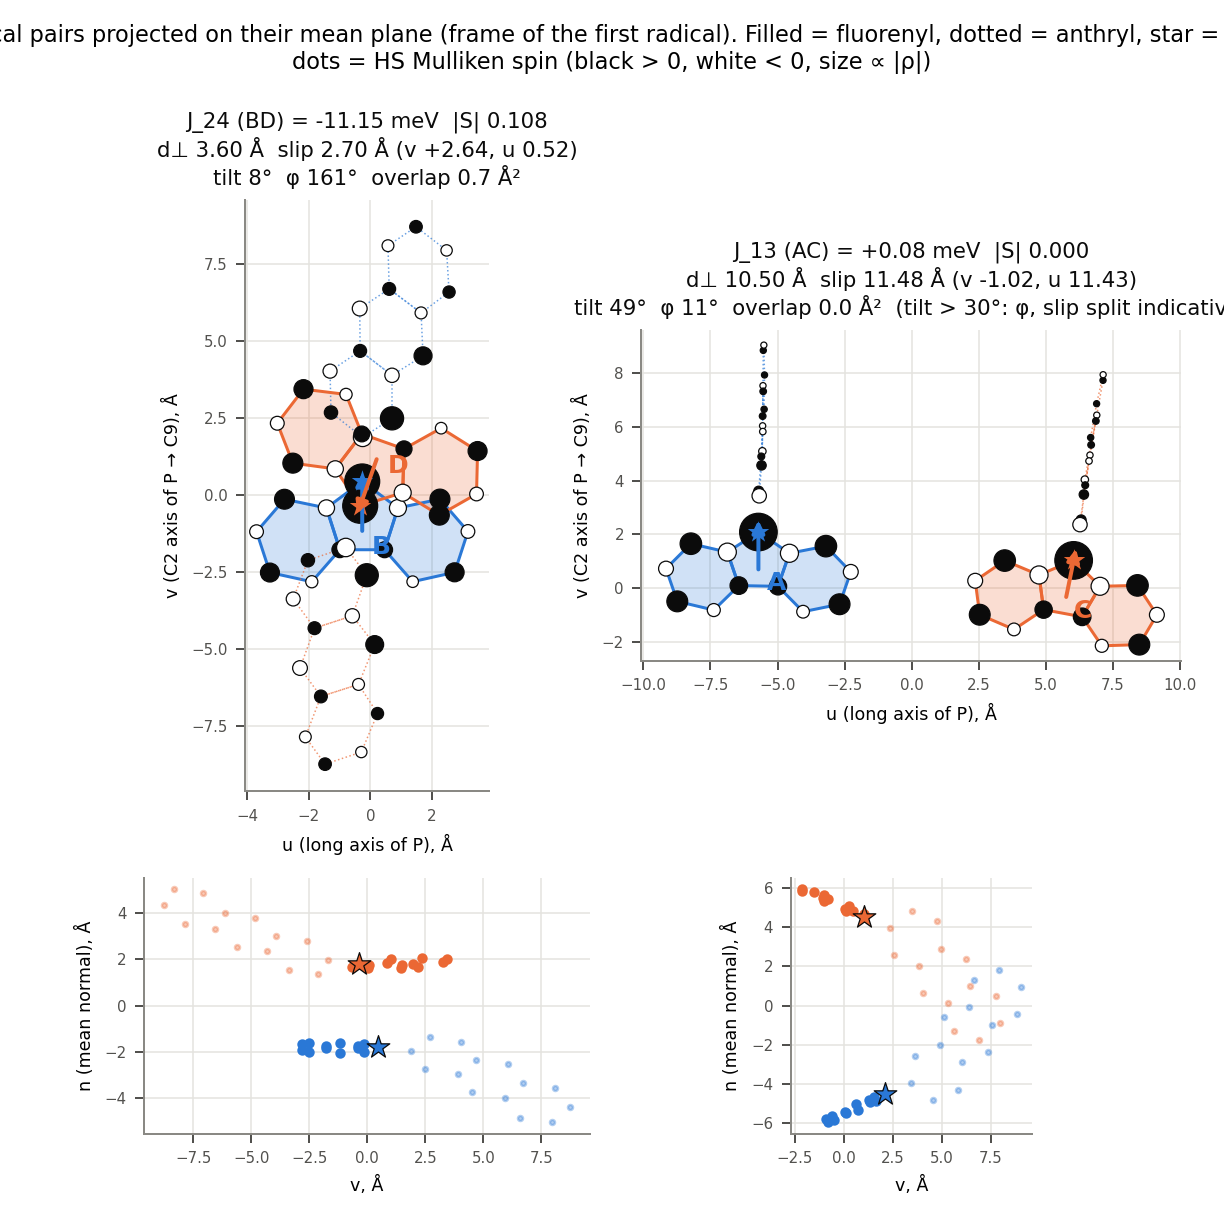 cal pairs projected on their mean plane (frame of the first radical). Filled = fluorenyl, dotted = anthryl, star =
dots = HS Mulliken spin (black > 0, white < 0, size ∝ |ρ|)
J_24 (BD) = -11.15 meV |S| 0.108
d⊥ 3.60 Å slip 2.70 Å (v +2.64, u 0.52)
tilt 8° φ 161° overlap 0.7 Å²
7.5
5.0
2.5
0.0
−2.5
−5.0
−7.5
v (C2 axis of P → C9), Å
D
B
−4
−2
0
2
u (long axis of P), Å
J_13 (AC) = +0.08 meV |S| 0.000
d⊥ 10.50 Å slip 11.48 Å (v -1.02, u 11.43)
tilt 49° φ 11° overlap 0.0 Å² (tilt > 30°: φ, slip split indicativ
8
6
4
2
0
−2
v (C2 axis of P → C9), Å
A
C
−10.0
−7.5
−5.0
−2.5
0.0
2.5
5.0
7.5
10.0
u (long axis of P), Å
4
2
0
−2
−4
n (mean normal), Å
−7.5
−5.0
−2.5
0.0
2.5
5.0
7.5
v, Å
6
4
2
0
−2
−4
−6
n (mean normal), Å
−2.5
0.0
2.5
5.0
7.5
v, Å